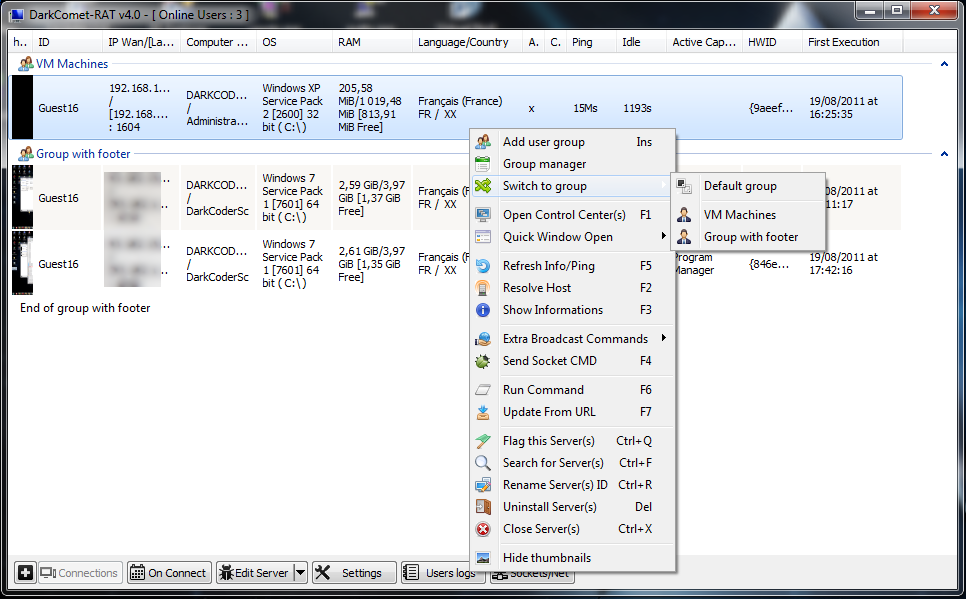 DarkComet-RAT v4.0 - [ Online Users : 3 ]
h.. ID IP Wan/[La... Computer ... OS RAM Language/Country A. C. Ping Idle Active Cap... HWID First Execution
VM Machines
Guest16
192.168.1...
/
[192.168....
: 1604
DARKCOD...
/
Administra...
Windows XP
Service Pack
2 [2600] 32
bit ( C:\ )
205,58
MiB/1 019,48
MiB [813,91
MiB Free]
Français (France)
FR / XX
x
15Ms
1193s
{9aeef...
19/08/2011 at
16:25:35
Group with footer
Guest16
DARKCOD...
/
DarkCoderSc
Windows 7
Service Pack
1 [7601] 64
bit ( C:\ )
2,59 GiB/3,97
GiB [1,37 GiB
Free]
Français (F
FR / XX
08/2011 at
11:17
Guest16
DARKCOD...
/
DarkCoderSc
Windows 7
Service Pack
1 [7601] 64
bit ( C:\ )
2,61 GiB/3,97
GiB [1,35 GiB
Free]
Français (F
FR / XX
Program
Manager
{846e...
19/08/2011 at
17:42:16
End of group with footer
Add user group Ins
Group manager
Switch to group
Open Control Center(s) F1
Quick Window Open
Refresh Info/Ping F5
Resolve Host F2
Show Informations F3
Extra Broadcast Commands
Send Socket CMD F4
Run Command F6
Update From URL F7
Flag this Server(s) Ctrl+Q
Search for Server(s) Ctrl+F
Rename Server(s) ID Ctrl+R
Uninstall Server(s) Del
Close Server(s) Ctrl+X
Hide thumbnails
Default group
VM Machines
Group with footer
Connections On Connect Edit Server Settings Users logs Sockets/Net